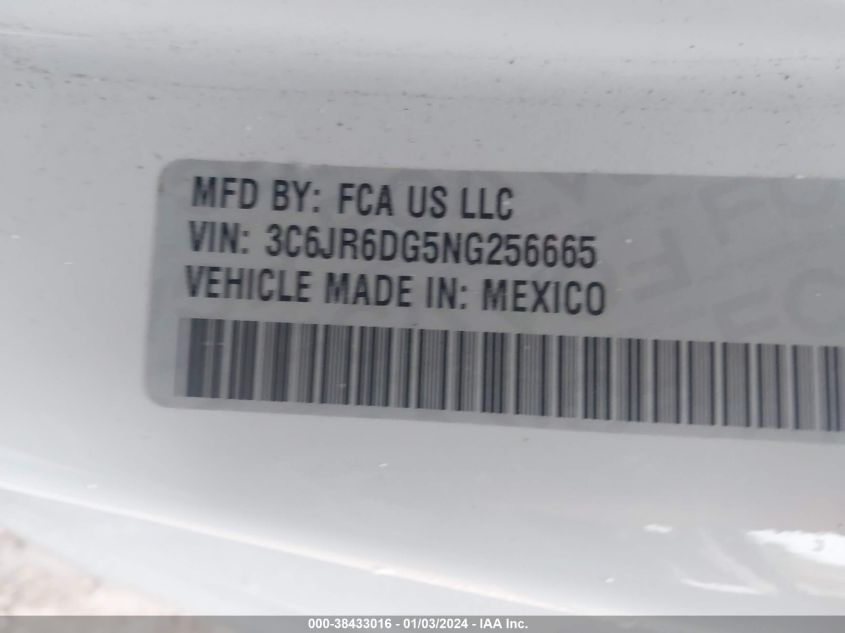 MFD BY: FCA US LLC
VIN: 3C6JR6DG5NG256665
VEHICLE MADE IN: MEXICO
000-38433016 - 01/03/2024 - IAA Inc.